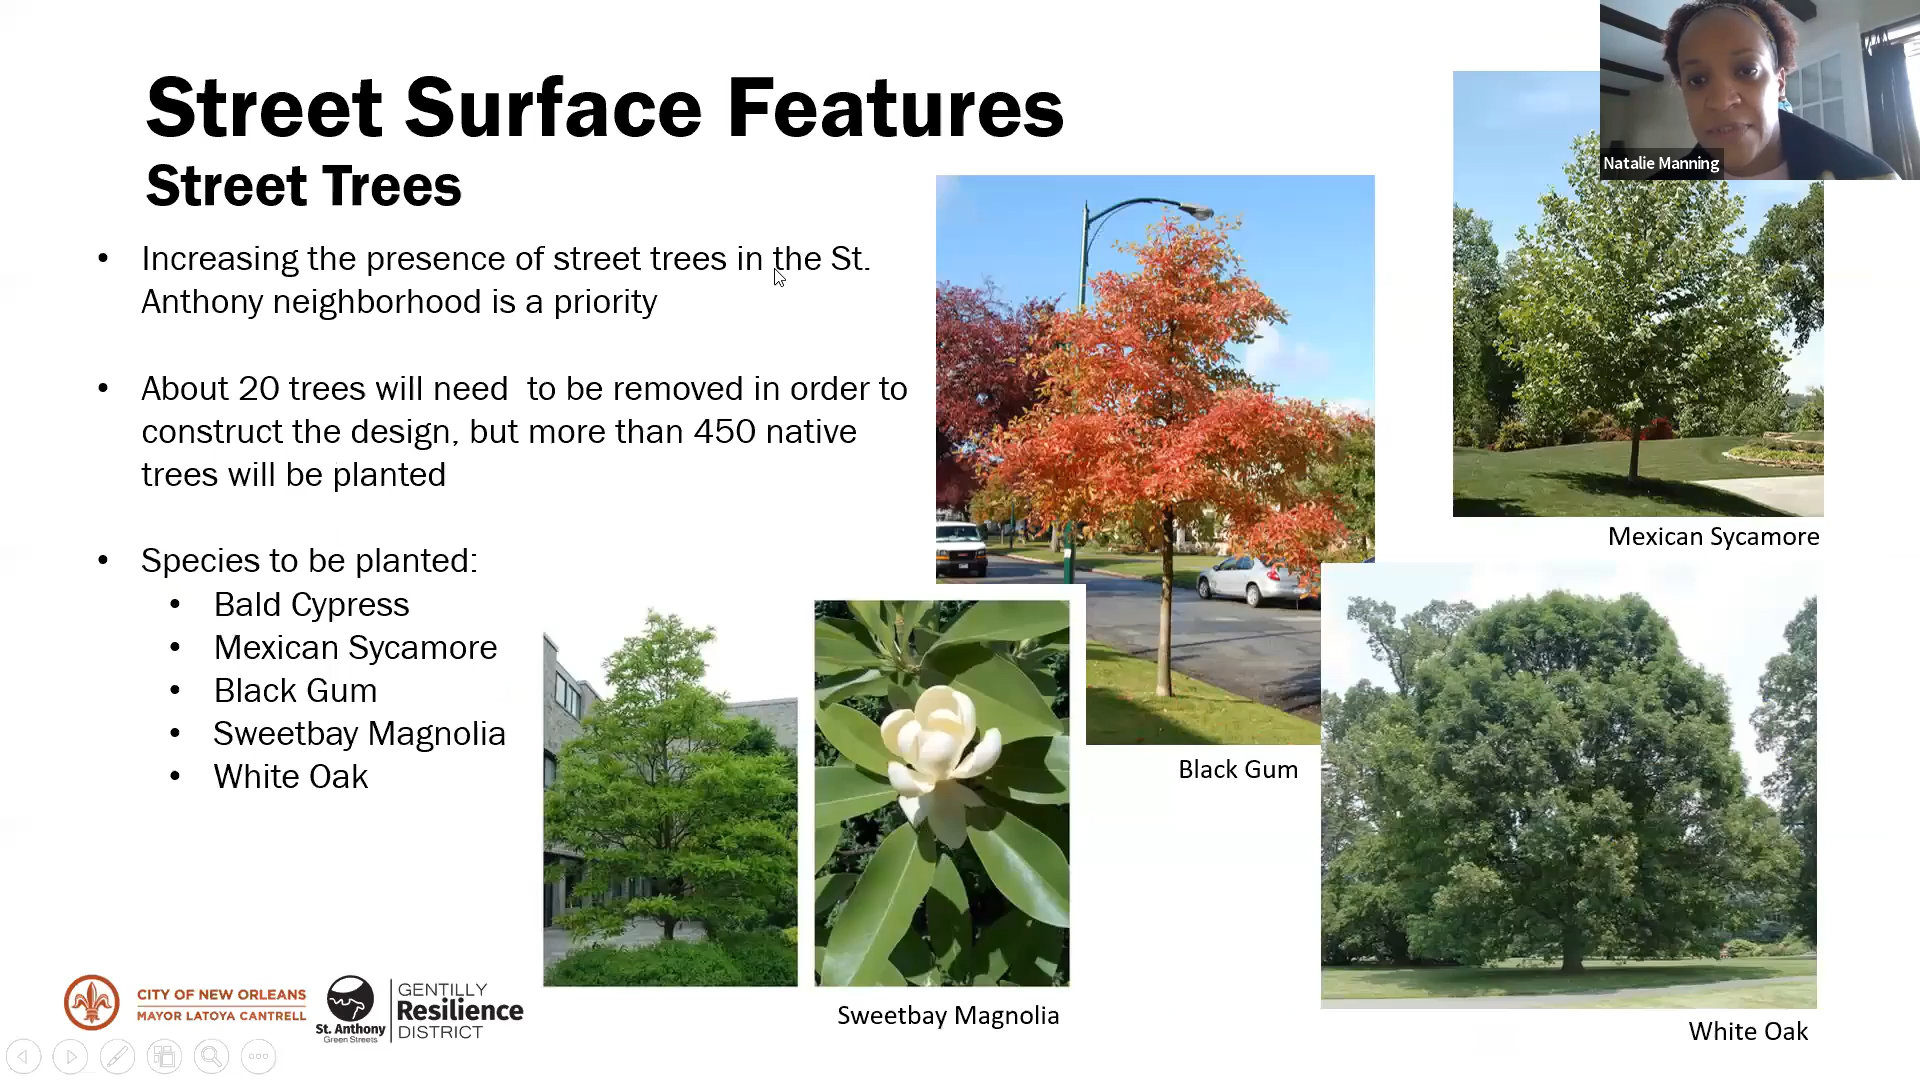 Street Surface Features
Street Trees
• Increasing the presence of street trees in the St.
Anthony neighborhood is a priority
• About 20 trees will need  to be removed in order to
construct the design, but more than 450 native
trees will be planted
• Species to be planted:
• Bald Cypress
• Mexican Sycamore
• Black Gum
• Sweetbay Magnolia
• White Oak
Natalie Manning
Mexican Sycamore
Black Gum
Sweetbay Magnolia
White Oak
CITY OF NEW ORLEANS
MAYOR LATOYA CANTRELL
St. Anthony
Green Streets
GENTILLY
Resilience
DISTRICT